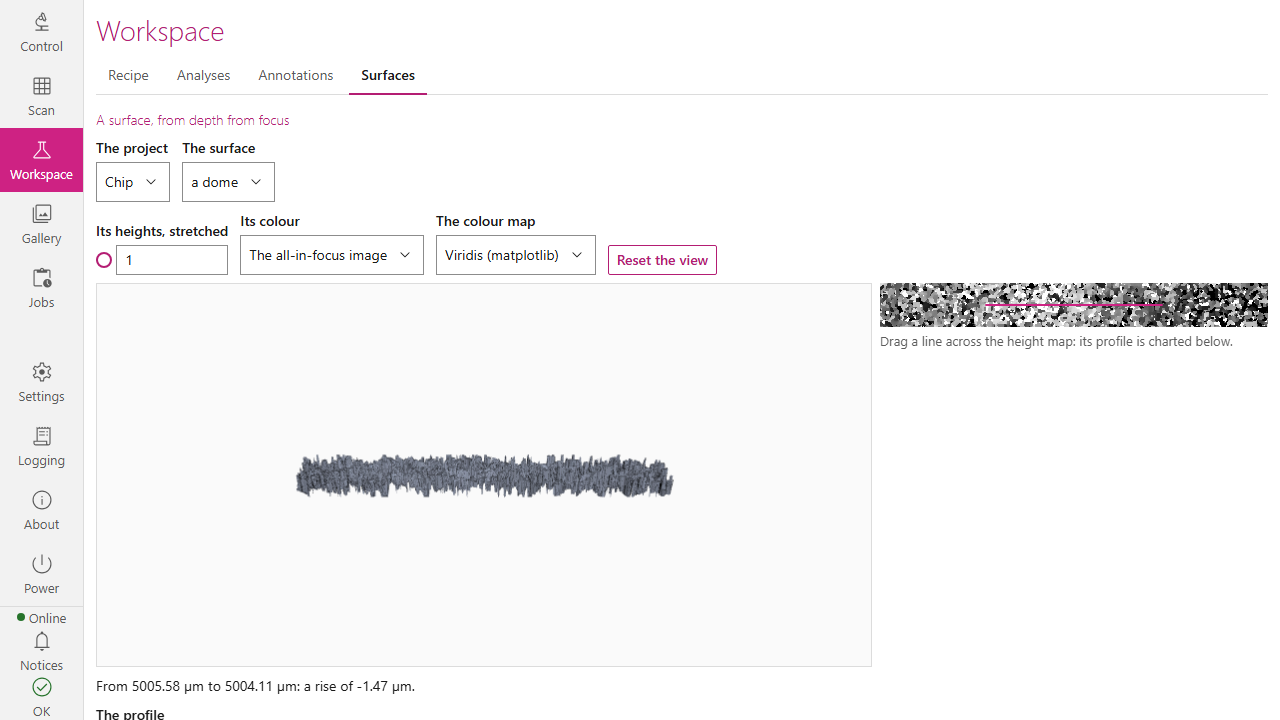 Control
Scan
Workspace
Gallery
Jobs
Settings
Logging
About
Power
Online
Notices
OK
Workspace
Recipe
Analyses
Annotations
Surfaces
A surface, from depth from focus
The project
The surface
Chip
a dome
Its heights, stretched
Its colour
The colour map
1
The all-in-focus image
Viridis (matplotlib)
Reset the view
Drag a line across the height map: its profile is charted below.
From 5005.58 µm to 5004.11 µm: a rise of -1.47 µm.
The profile